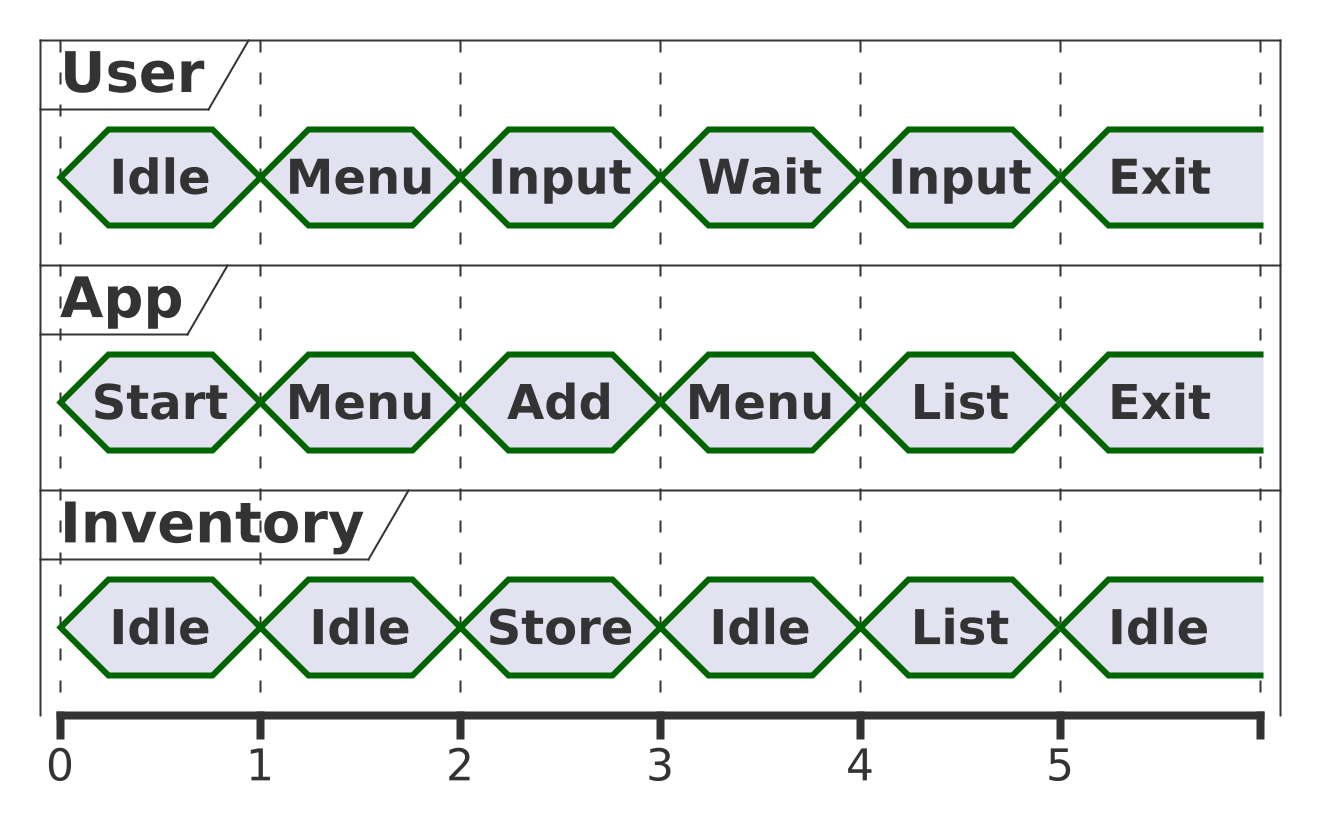 User
Idle Menu Input Wait Input Exit
App
Start Menu Add Menu List Exit
Inventory
Idle Idle Store Idle List Idle
0 1 2 3 4 5